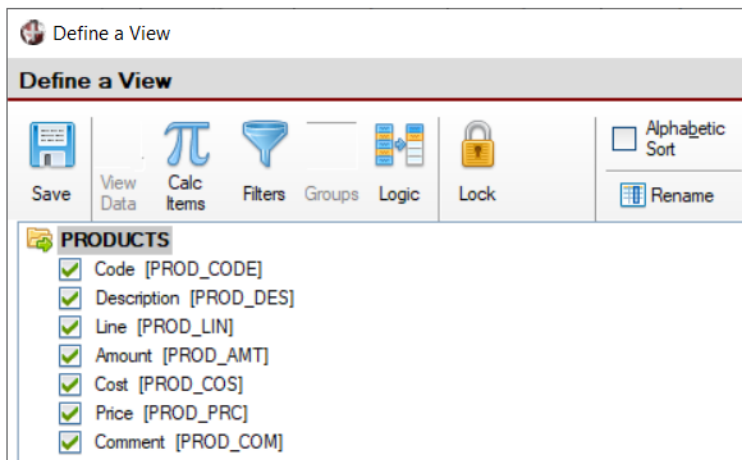 Define a View
Define a View
Save
View
Data
Calc
Items
Filters
Groups
Logic
Lock
Alphabetic
Sort
Rename
PRODUCTS
Code [PROD_CODE]
Description [PROD_DES]
Line [PROD_LIN]
Amount [PROD_AMT]
Cost [PROD_COS]
Price [PROD_PRC]
Comment [PROD_COM]